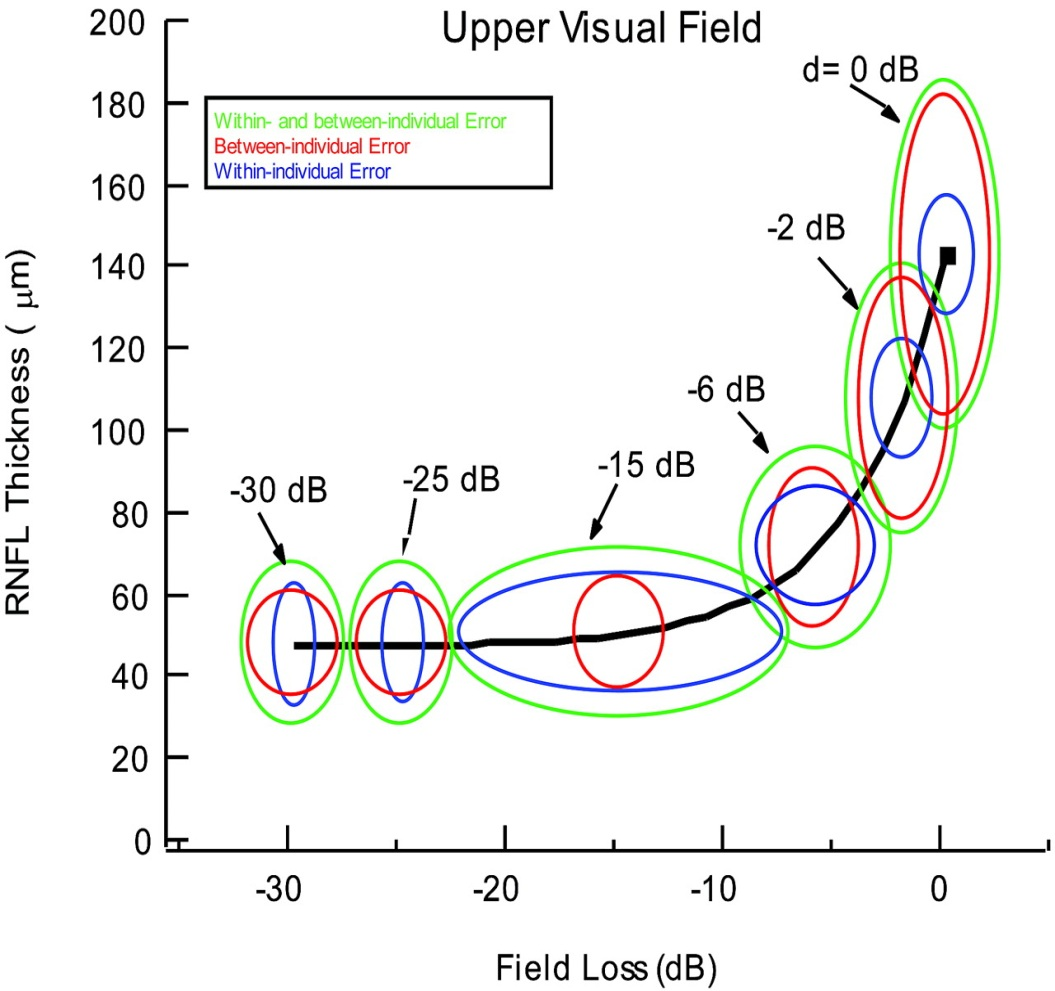 Upper Visual Field
200
180
160
140
120
100
80
60
40
20
0
RNFL Thickness ( μm)
Within- and between-individual Error
Between-individual Error
Within-individual Error
d= 0 dB
-2 dB
-6 dB
-15 dB
-25 dB
-30 dB
-30 -20 -10 0
Field Loss (dB)